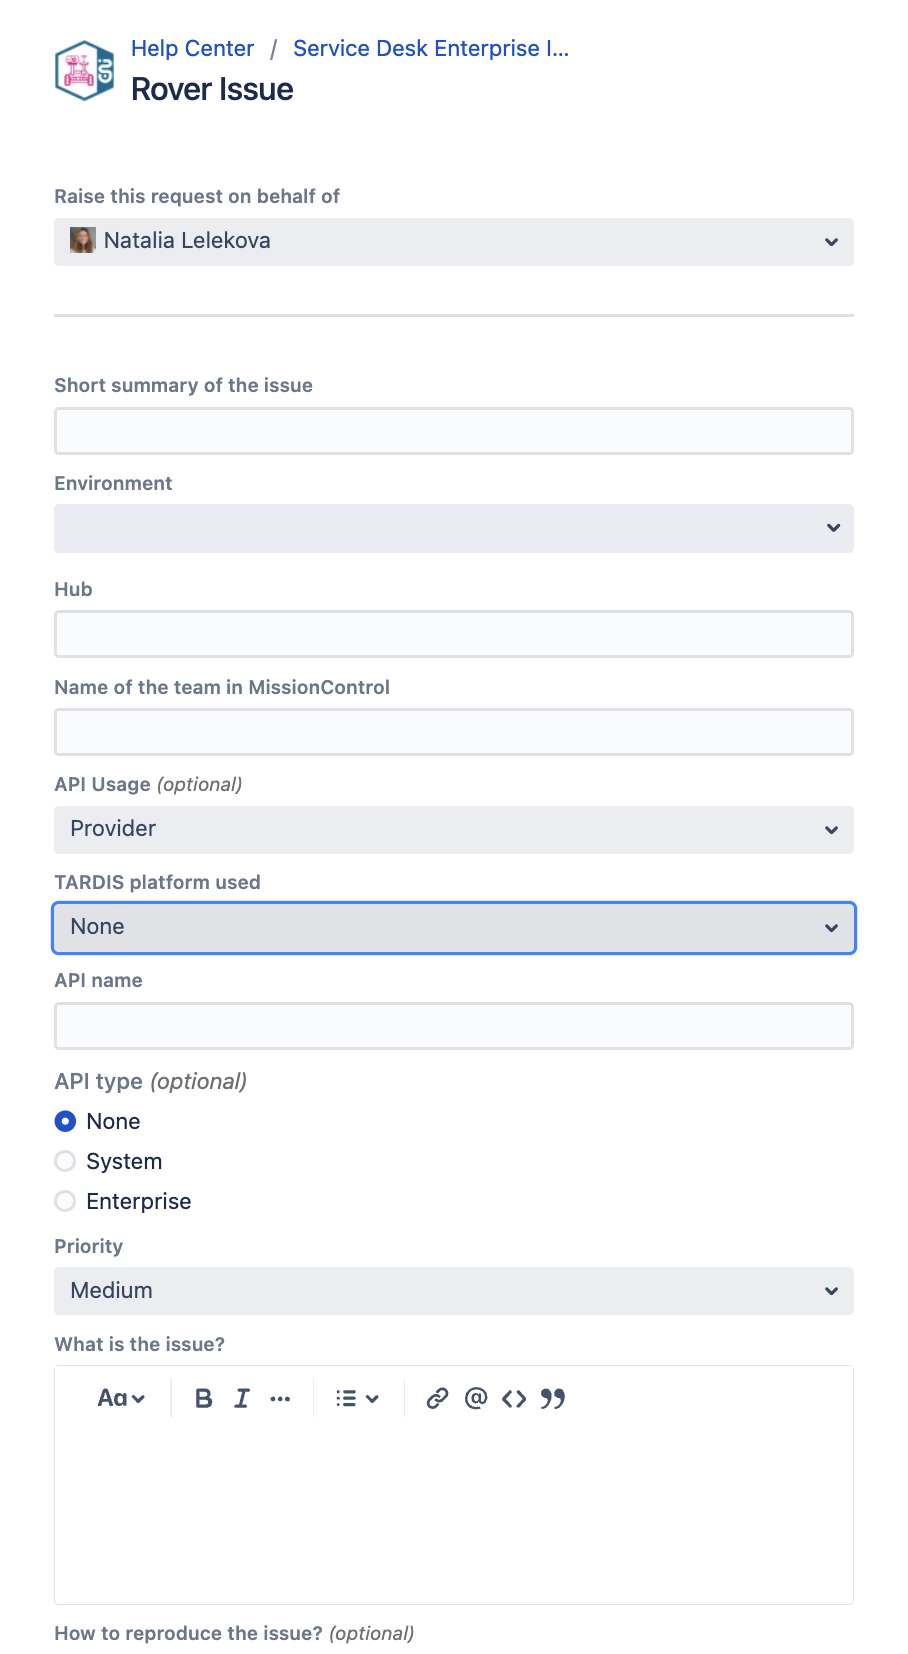 Help Center / Service Desk Enterprise I...
Rover Issue
Raise this request on behalf of
Natalia Lelekova
Short summary of the issue
Environment
Hub
Name of the team in MissionControl
API Usage (optional)
Provider
TARDIS platform used
None
API name
API type (optional)
None
System
Enterprise
Priority
Medium
What is the issue?
Aa B I ... @ <> ”
How to reproduce the issue? (optional)